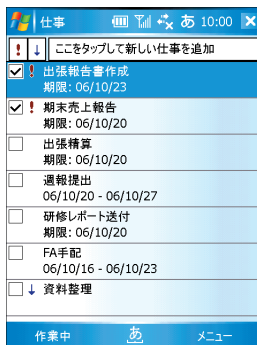 仕事 あ 10:00
! ↓ ここをタップして新しい仕事を追加
! 出張報告書作成
期限: 06/10/23
! 期末売上報告
期限: 06/10/20
出張精算
期限: 06/10/20
週報提出
06/10/20 - 06/10/27
研修レポート送付
期限: 06/10/20
FA手配
06/10/16 - 06/10/23
↓ 資料整理
作業中 あ メニュー